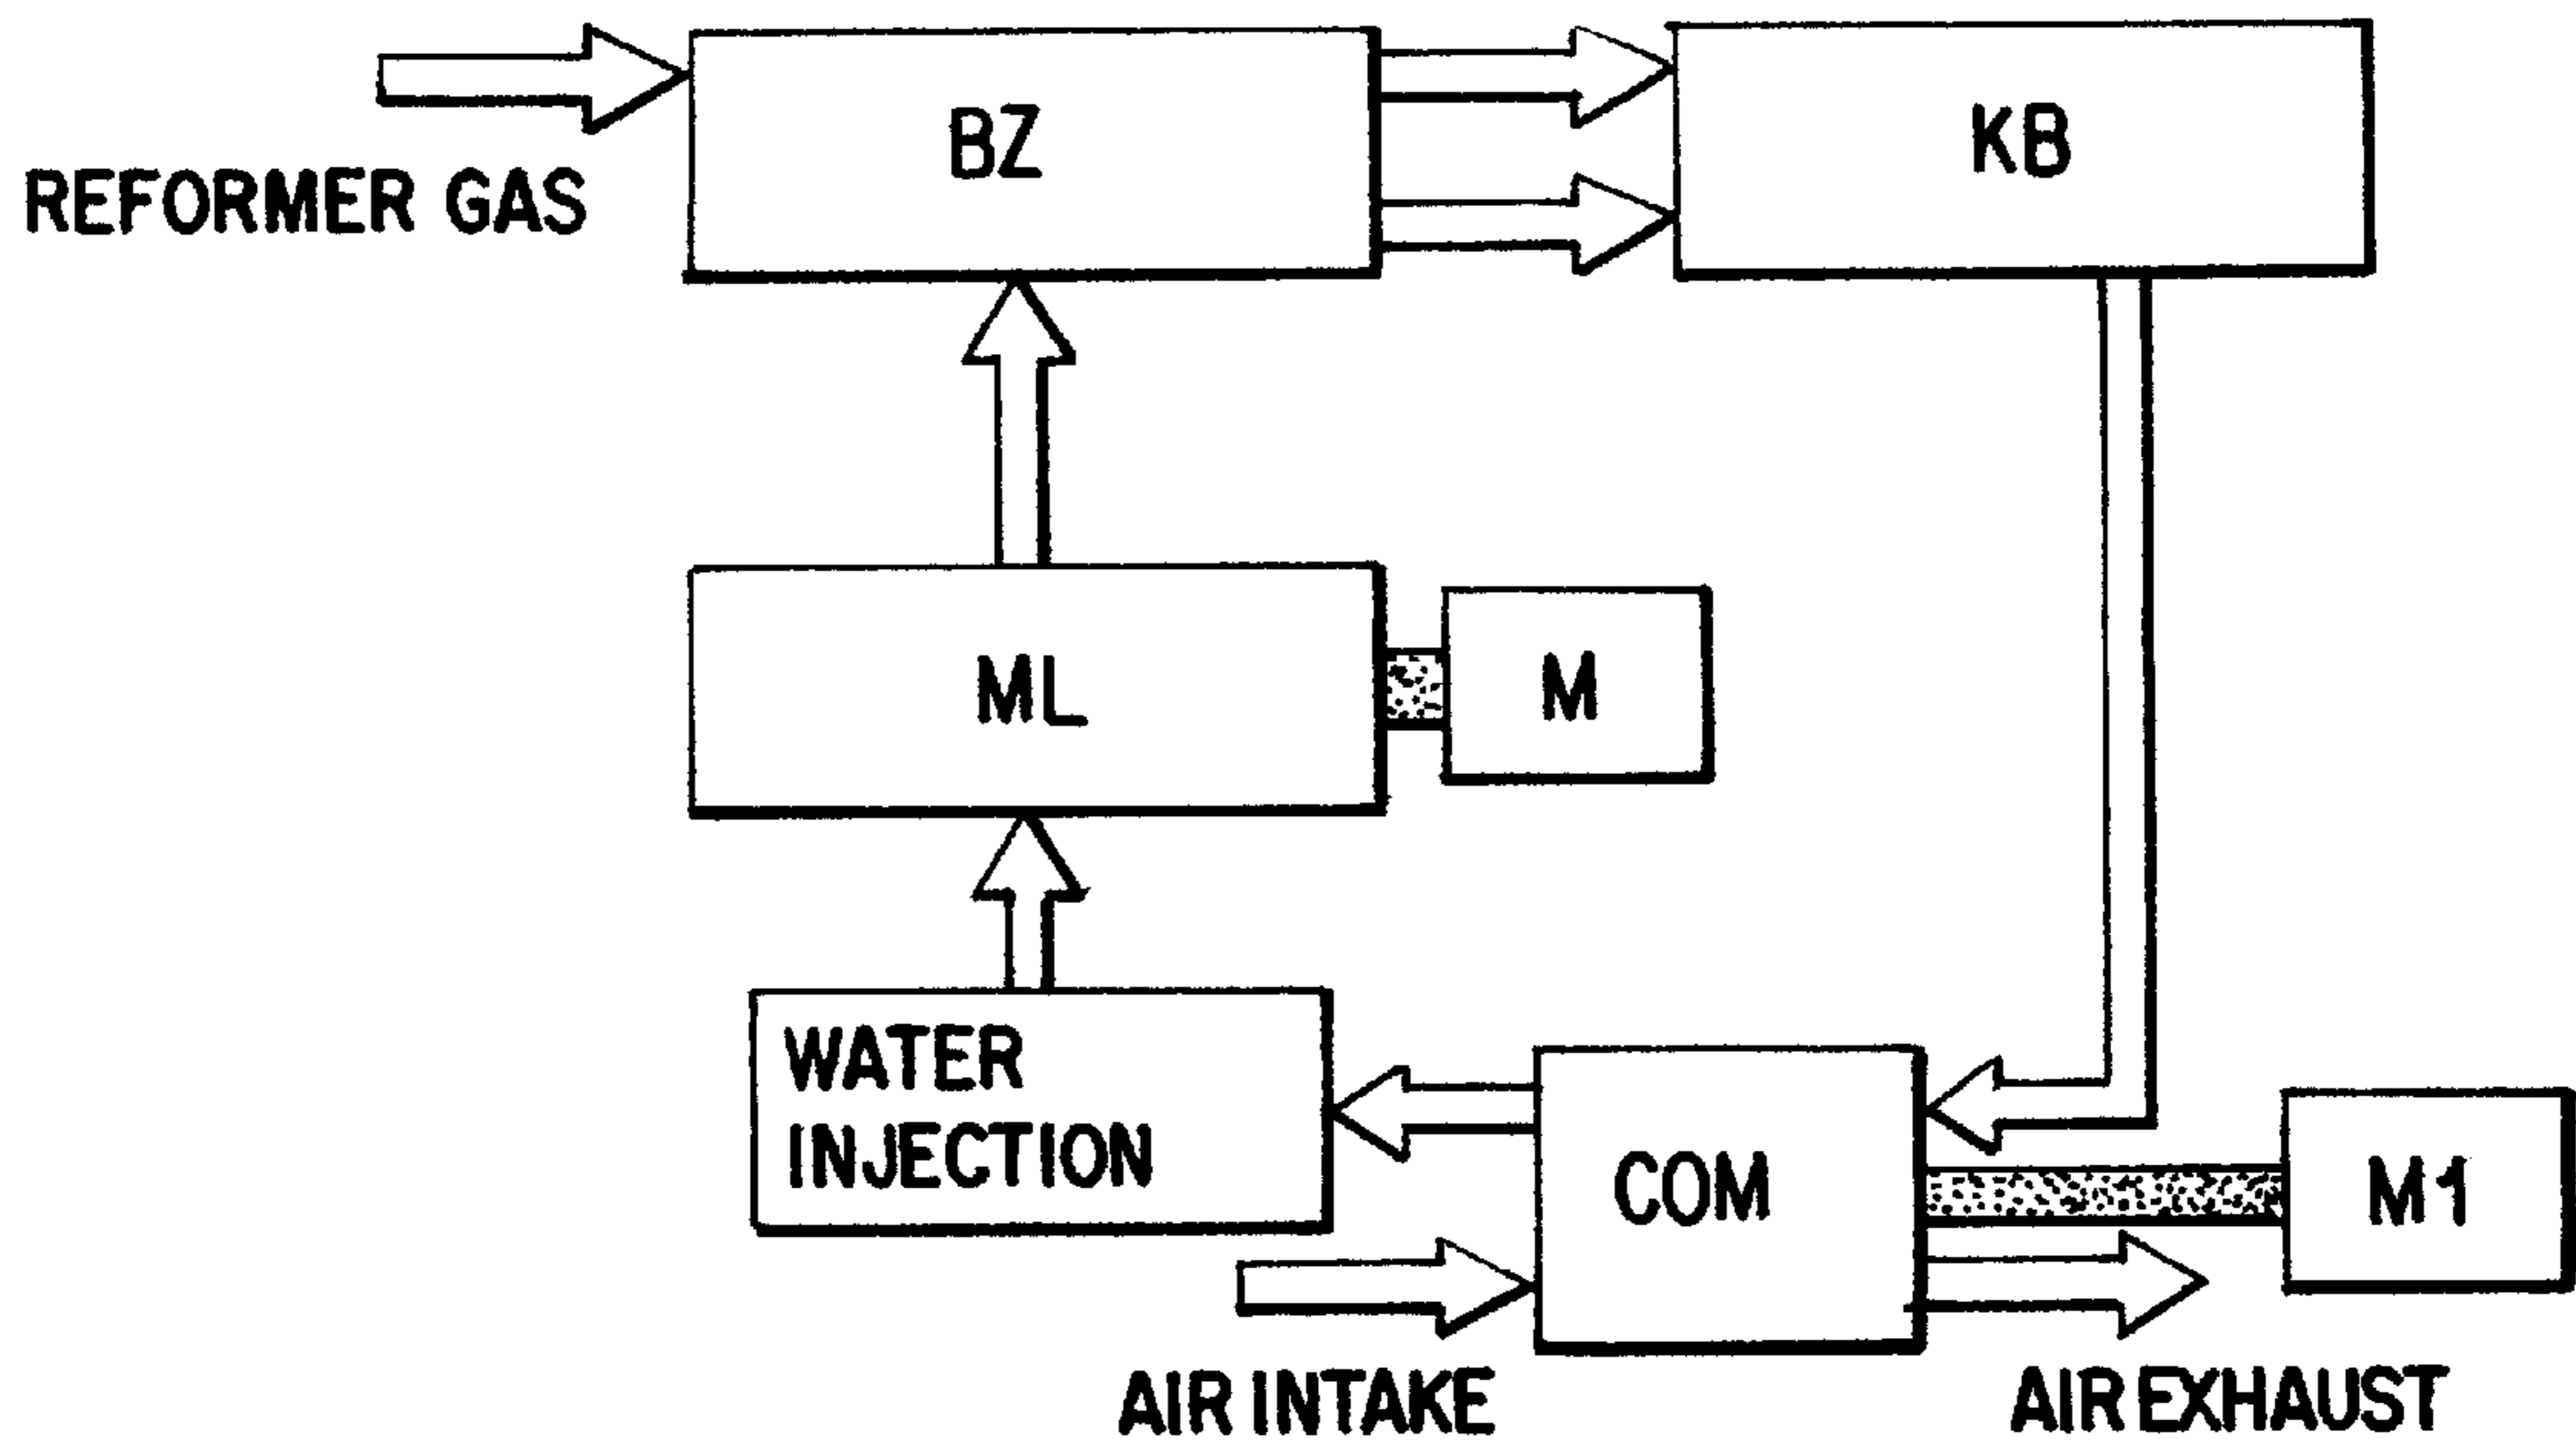 BZ
KB
REFORMER GAS
ML
M
WATER
INJECTION
COM
M1
AIR INTAKE
AIR EXHAUST